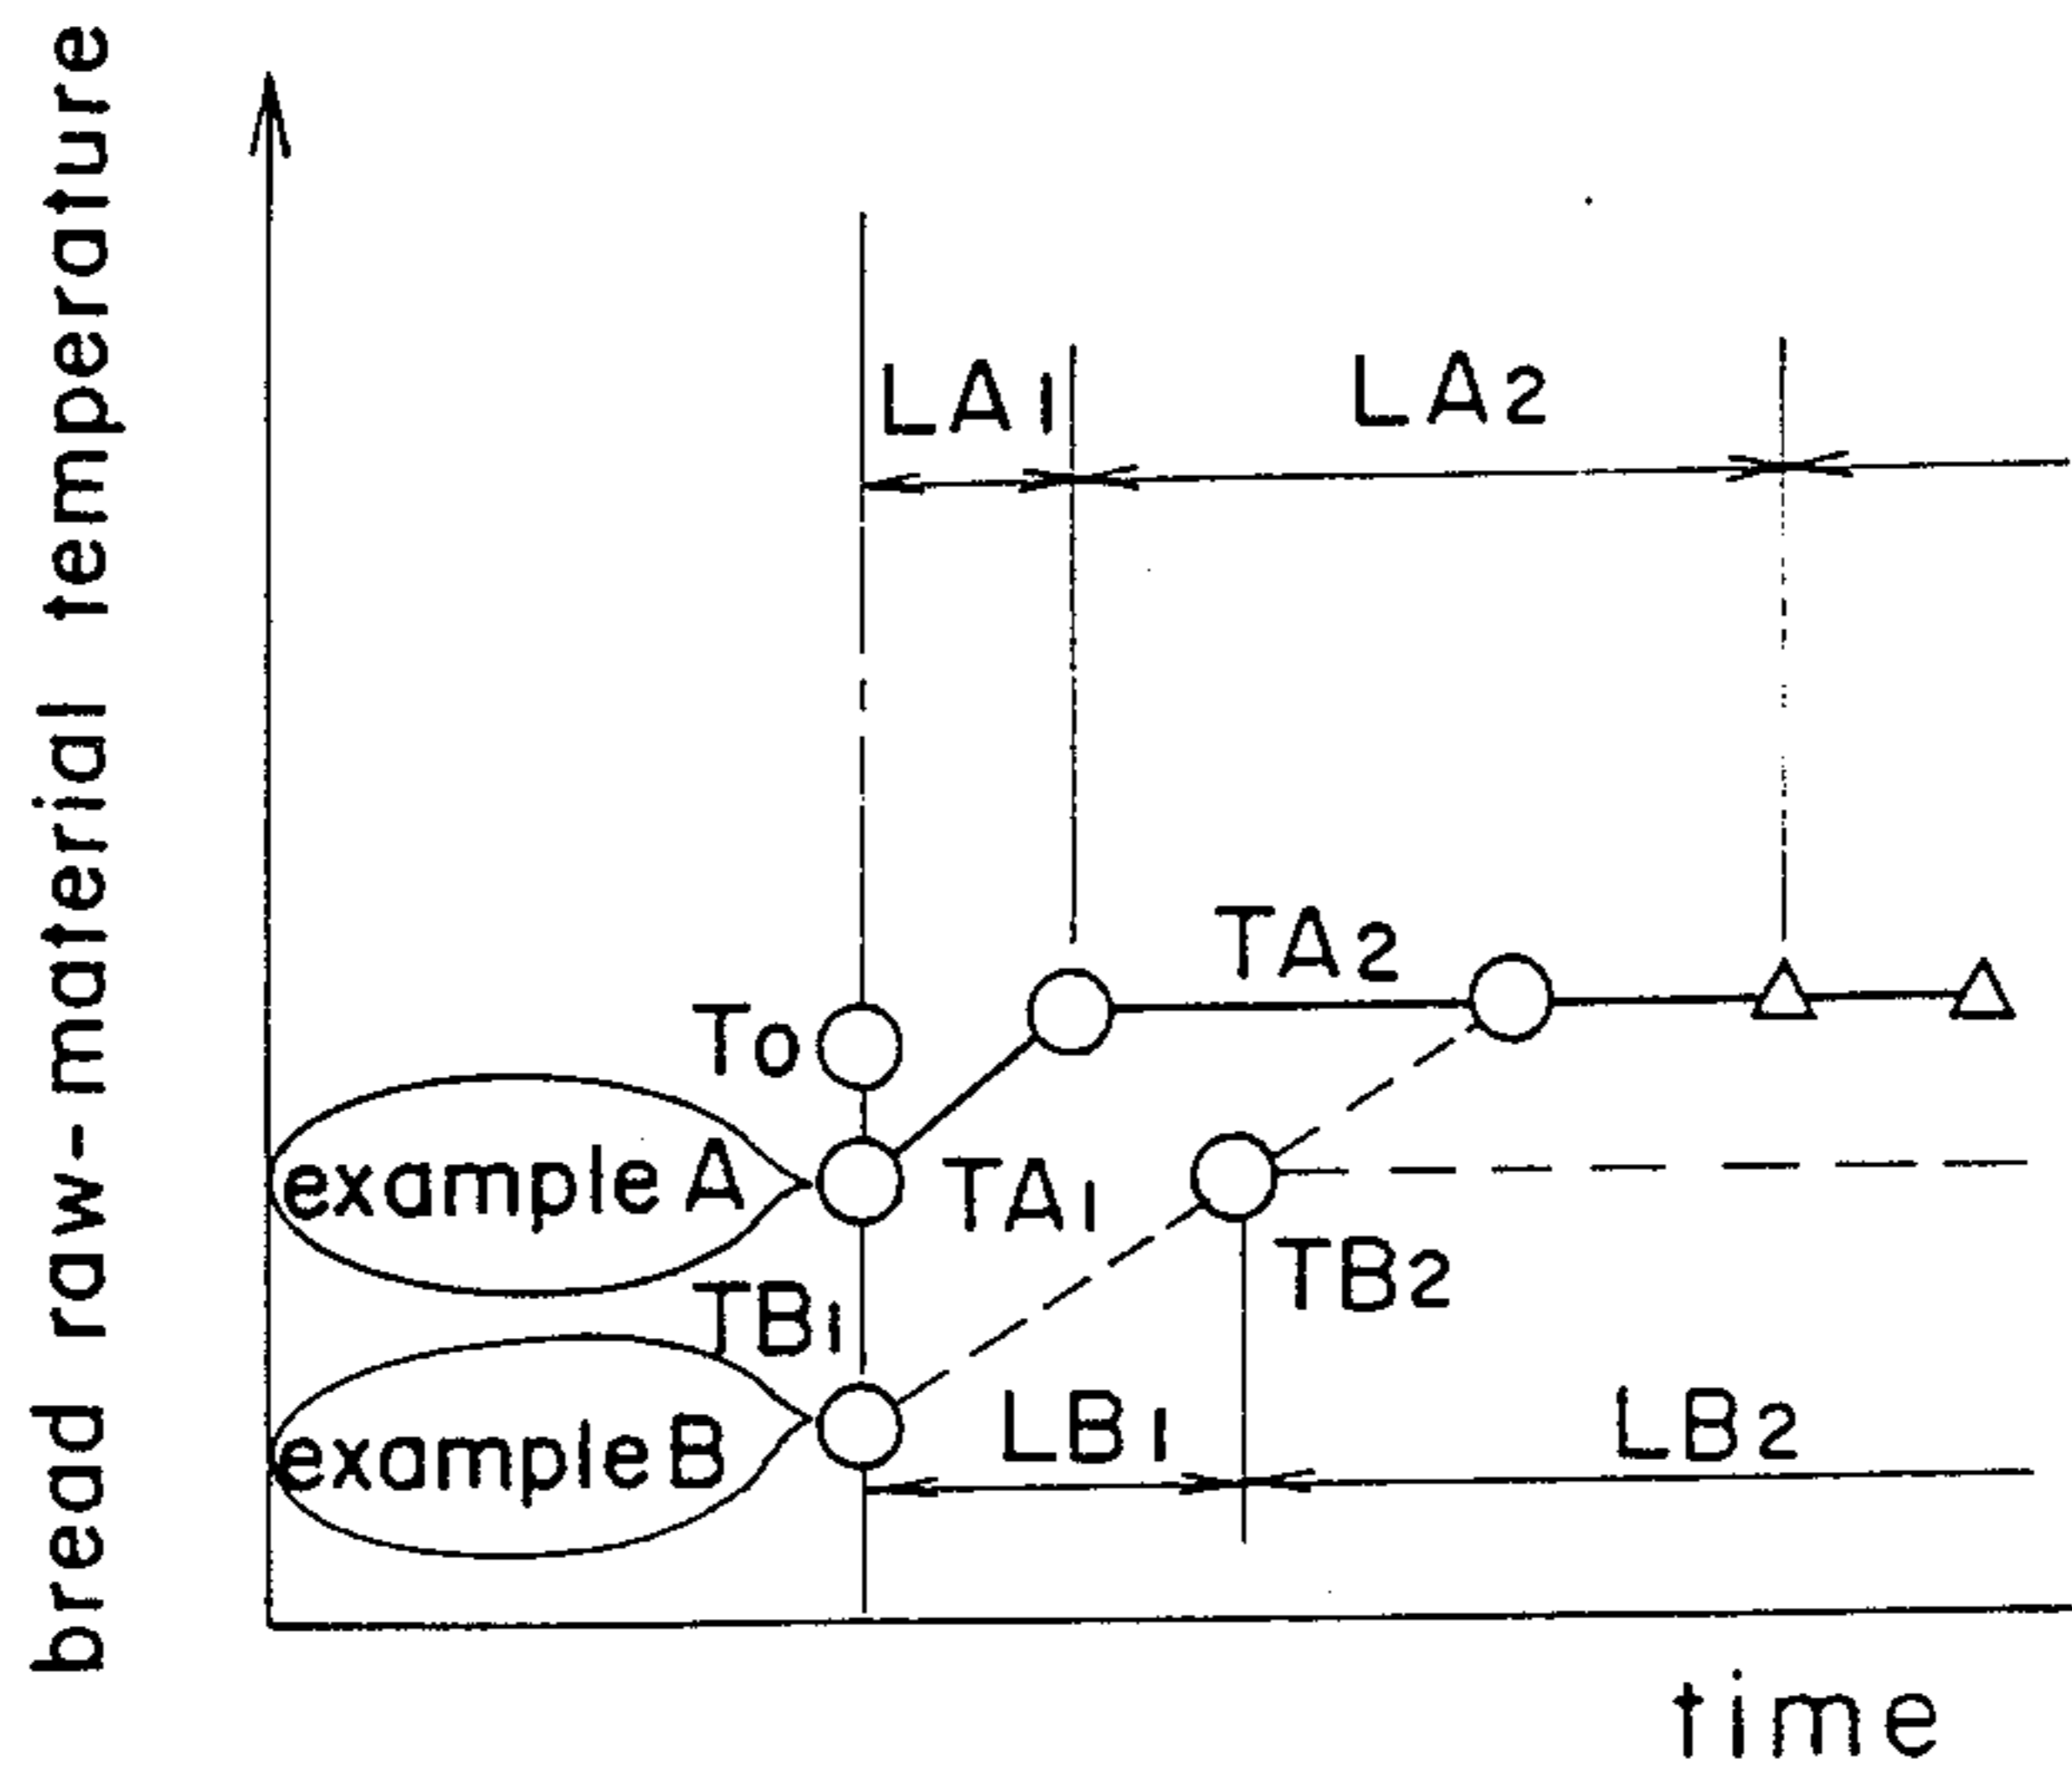 bread raw-material temperature
LA1
LA2
TA2
To
example A
TA1
TB1
TB2
example B
LB1
LB2
time